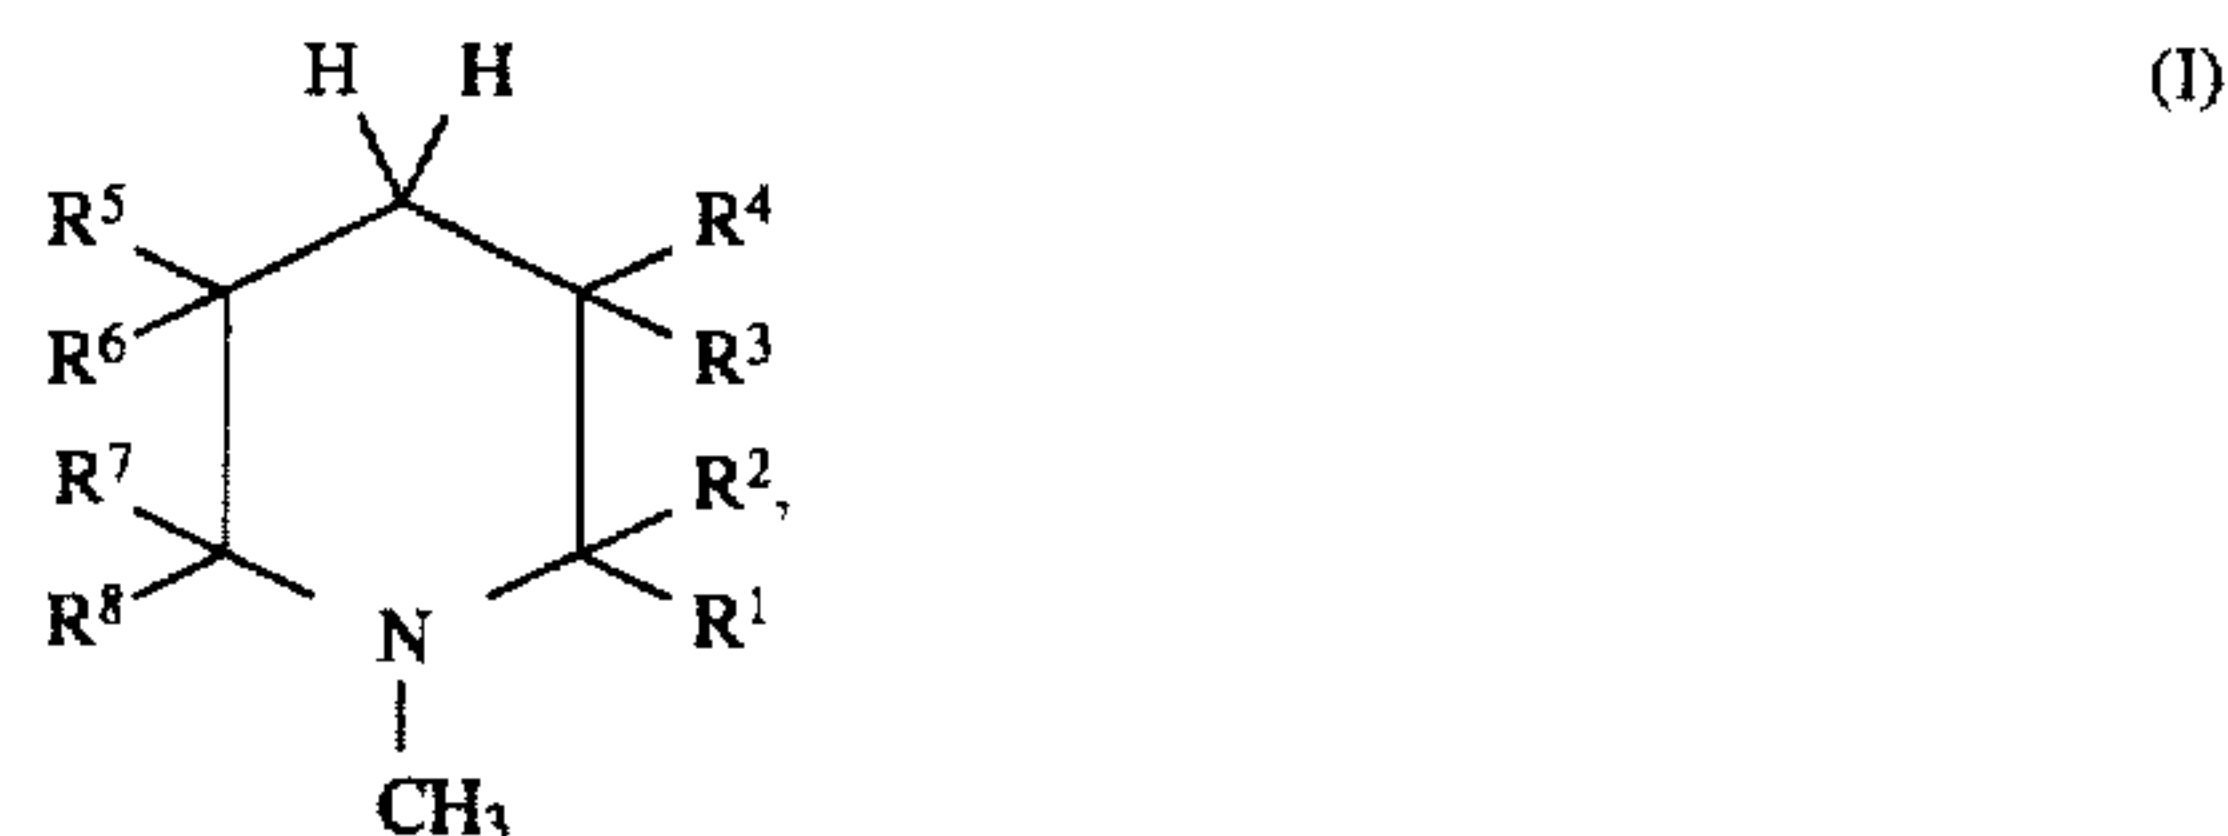 H H (I)
R⁵ R⁴
R⁶ R³
R⁷ R²,
R⁸ R¹
N
CH₃